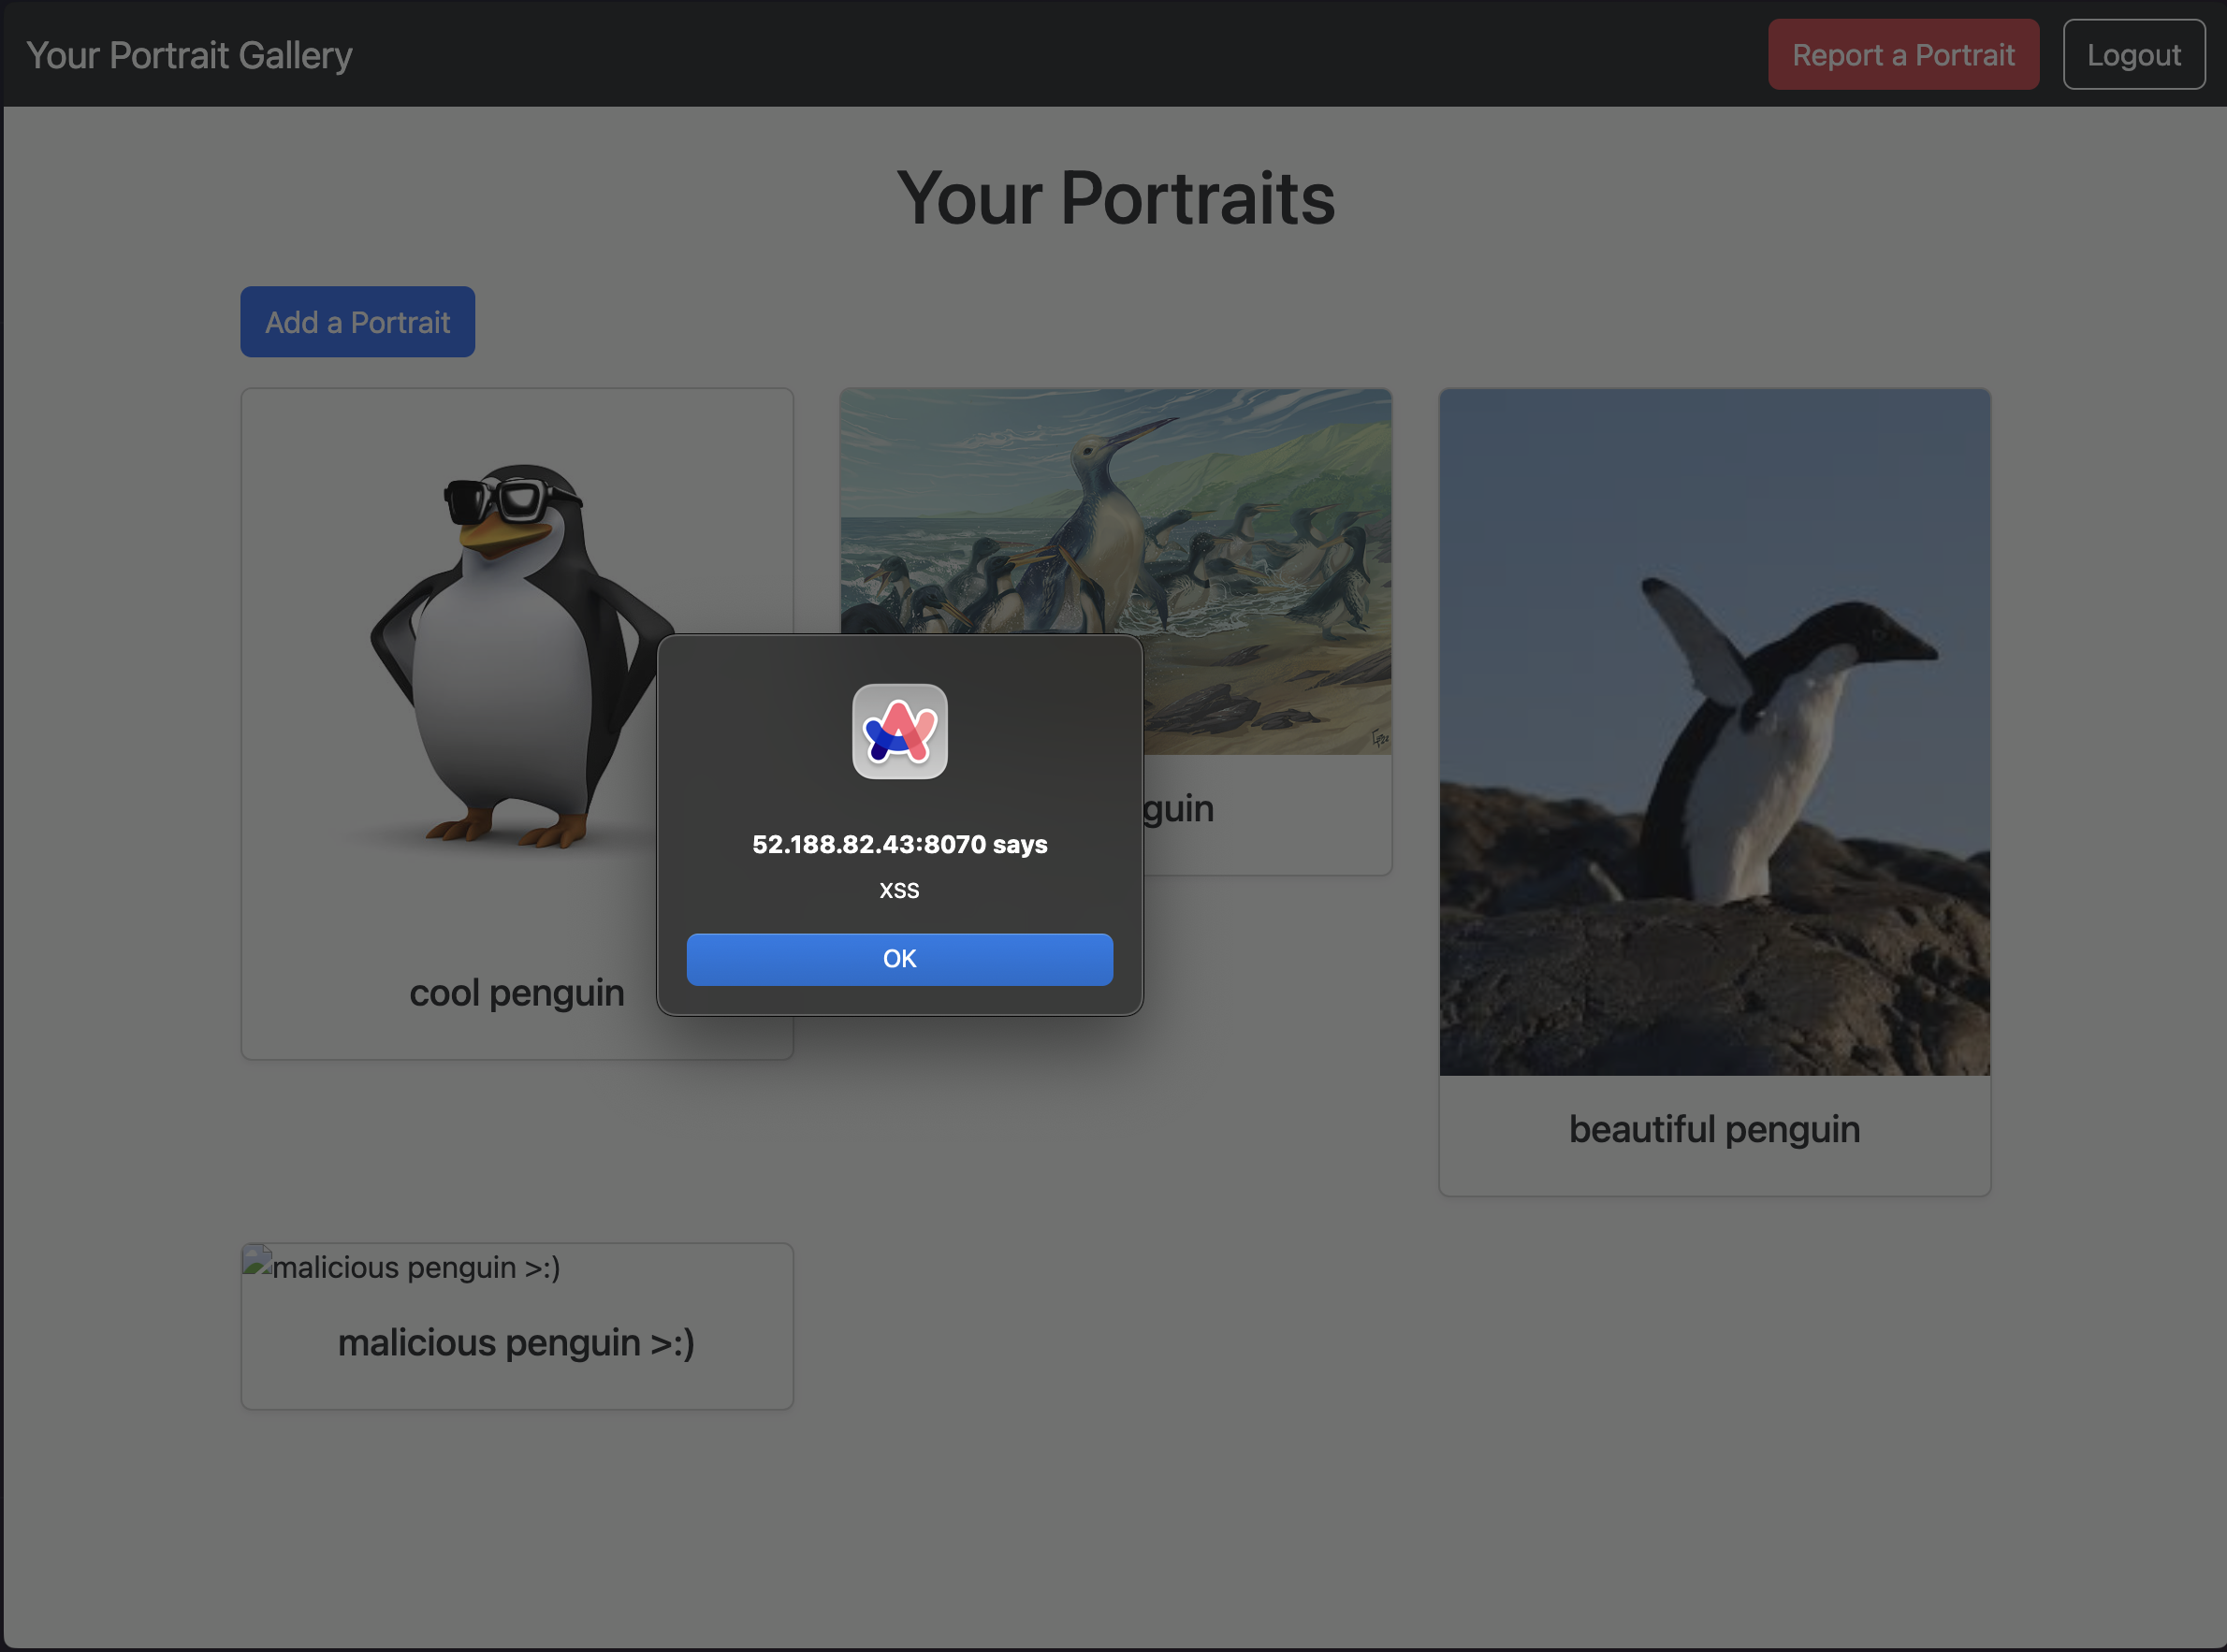 Your Portrait Gallery
Report a Portrait
Logout
Your Portraits
Add a Portrait
52.188.82.43:8070 says
XSS
OK
guin
cool penguin
beautiful penguin
malicious penguin >:)
malicious penguin >:)